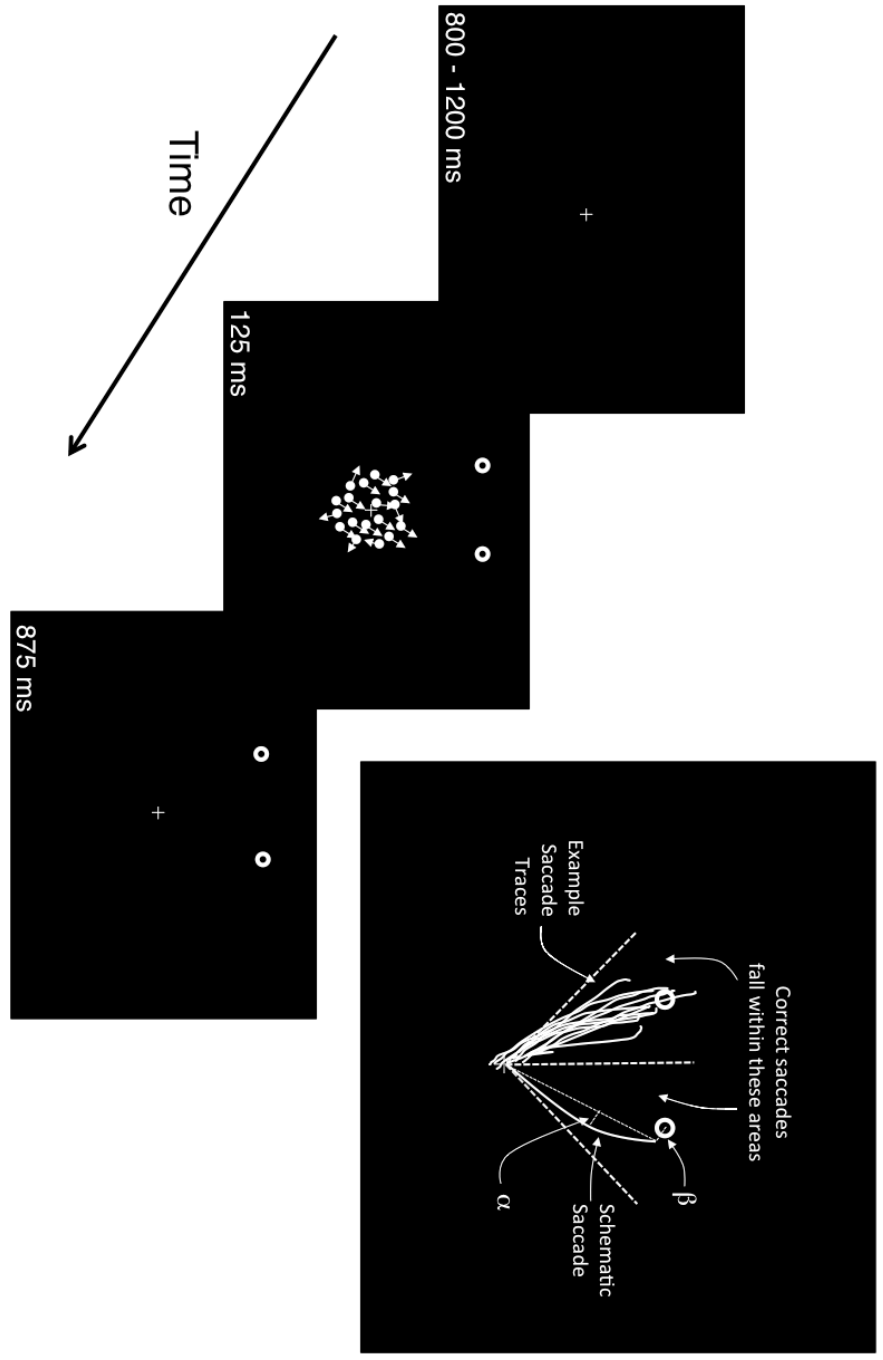 800 - 1200 ms
125 ms
875 ms
Time
Correct saccades
fall within these areas
Example
Saccade
Traces
β
α
Schematic
Saccade